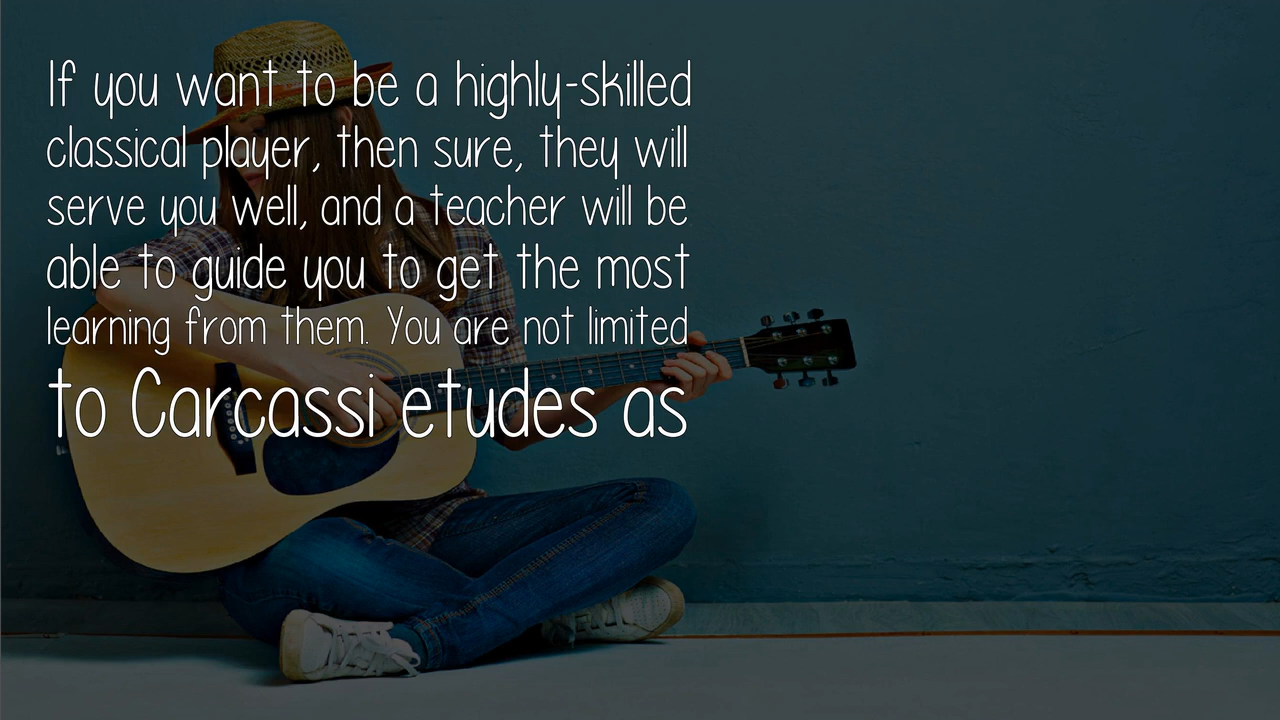 If you want to be a highly-skilled
classical player, then sure, they will
serve you well, and a teacher will be
able to guide you to get the most
learning from them. You are not limited
to Carcassi etudes as